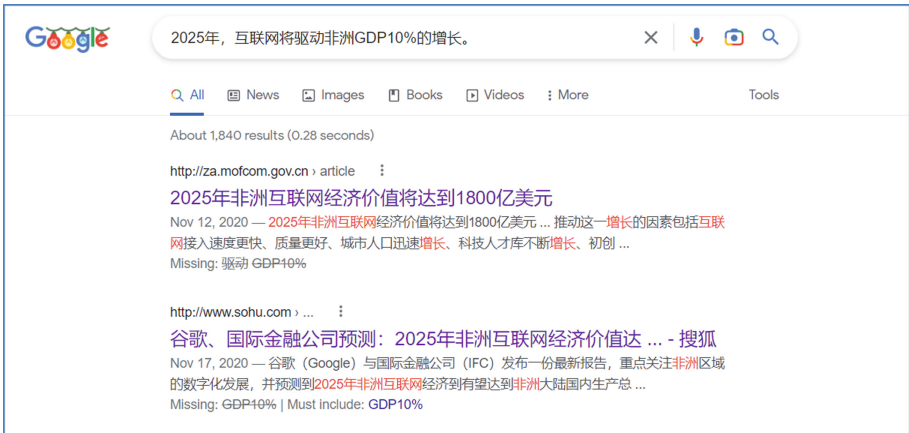 Google
2025年，互联网将驱动非洲GDP10%的增长。
All News Images Books Videos More Tools
About 1,840 results (0.28 seconds)
http://za.mofcom.gov.cn › article
2025年非洲互联网经济价值将达到1800亿美元
Nov 12, 2020 — 2025年非洲互联网经济价值将达到1800亿美元 ... 推动这一增长的因素包括互联
网接入速度更快、质量更好、城市人口迅速增长、科技人才库不断增长、初创 ...
Missing: 驱动 GDP10%
http://www.sohu.com › ...
谷歌、国际金融公司预测：2025年非洲互联网经济价值达 ... - 搜狐
Nov 17, 2020 — 谷歌（Google）与国际金融公司（IFC）发布一份最新报告，重点关注非洲区域
的数字化发展，并预测到2025年非洲互联网经济到有望达到非洲大陆国内生产总 ...
Missing: GDP10% | Must include: GDP10%